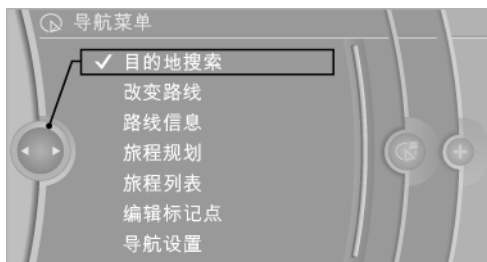 导航菜单
目的地搜索
改变路线
路线信息
旅程规划
旅程列表
编辑标记点
导航设置